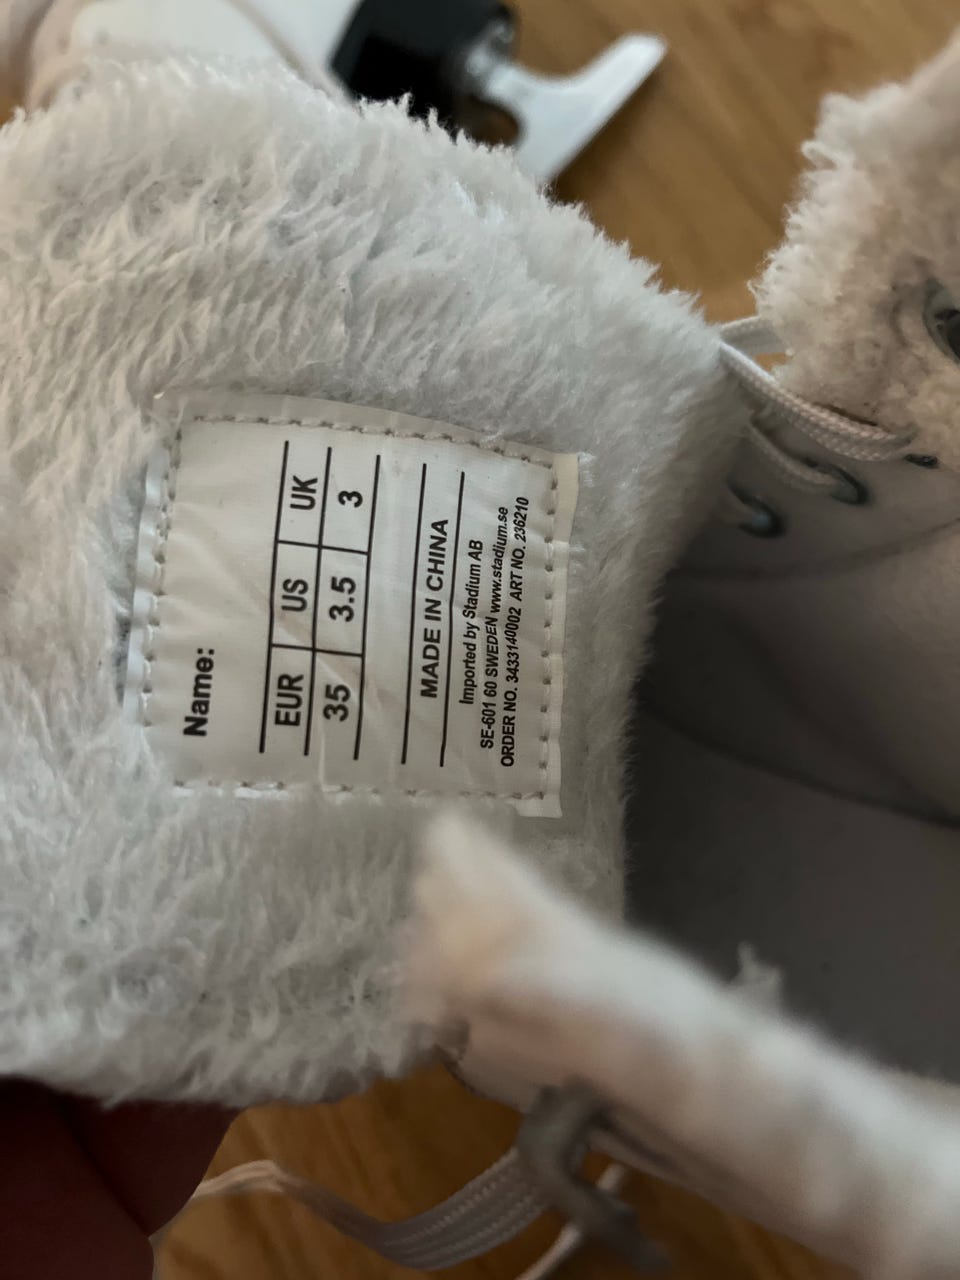 Name:
EUR US UK
35 3.5 3
MADE IN CHINA
Imported by Stadium AB
SE-601 60 SWEDEN www.stadium.se
ORDER NO. 3433140002 ART NO. 236210